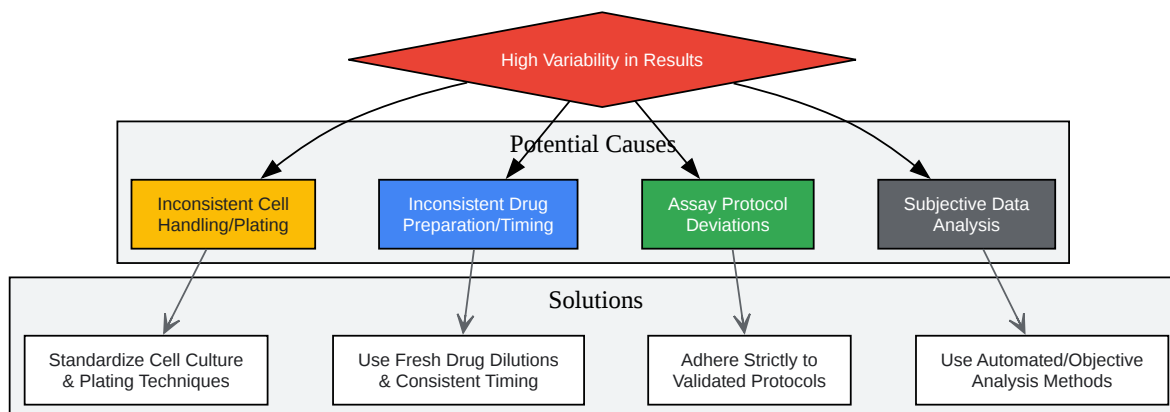 High Variability in Results
Potential Causes
Inconsistent Cell
Handling/Plating
Inconsistent Drug
Preparation/Timing
Assay Protocol
Deviations
Subjective Data
Analysis
Solutions
Standardize Cell Culture
& Plating Techniques
Use Fresh Drug Dilutions
& Consistent Timing
Adhere Strictly to
Validated Protocols
Use Automated/Objective
Analysis Methods